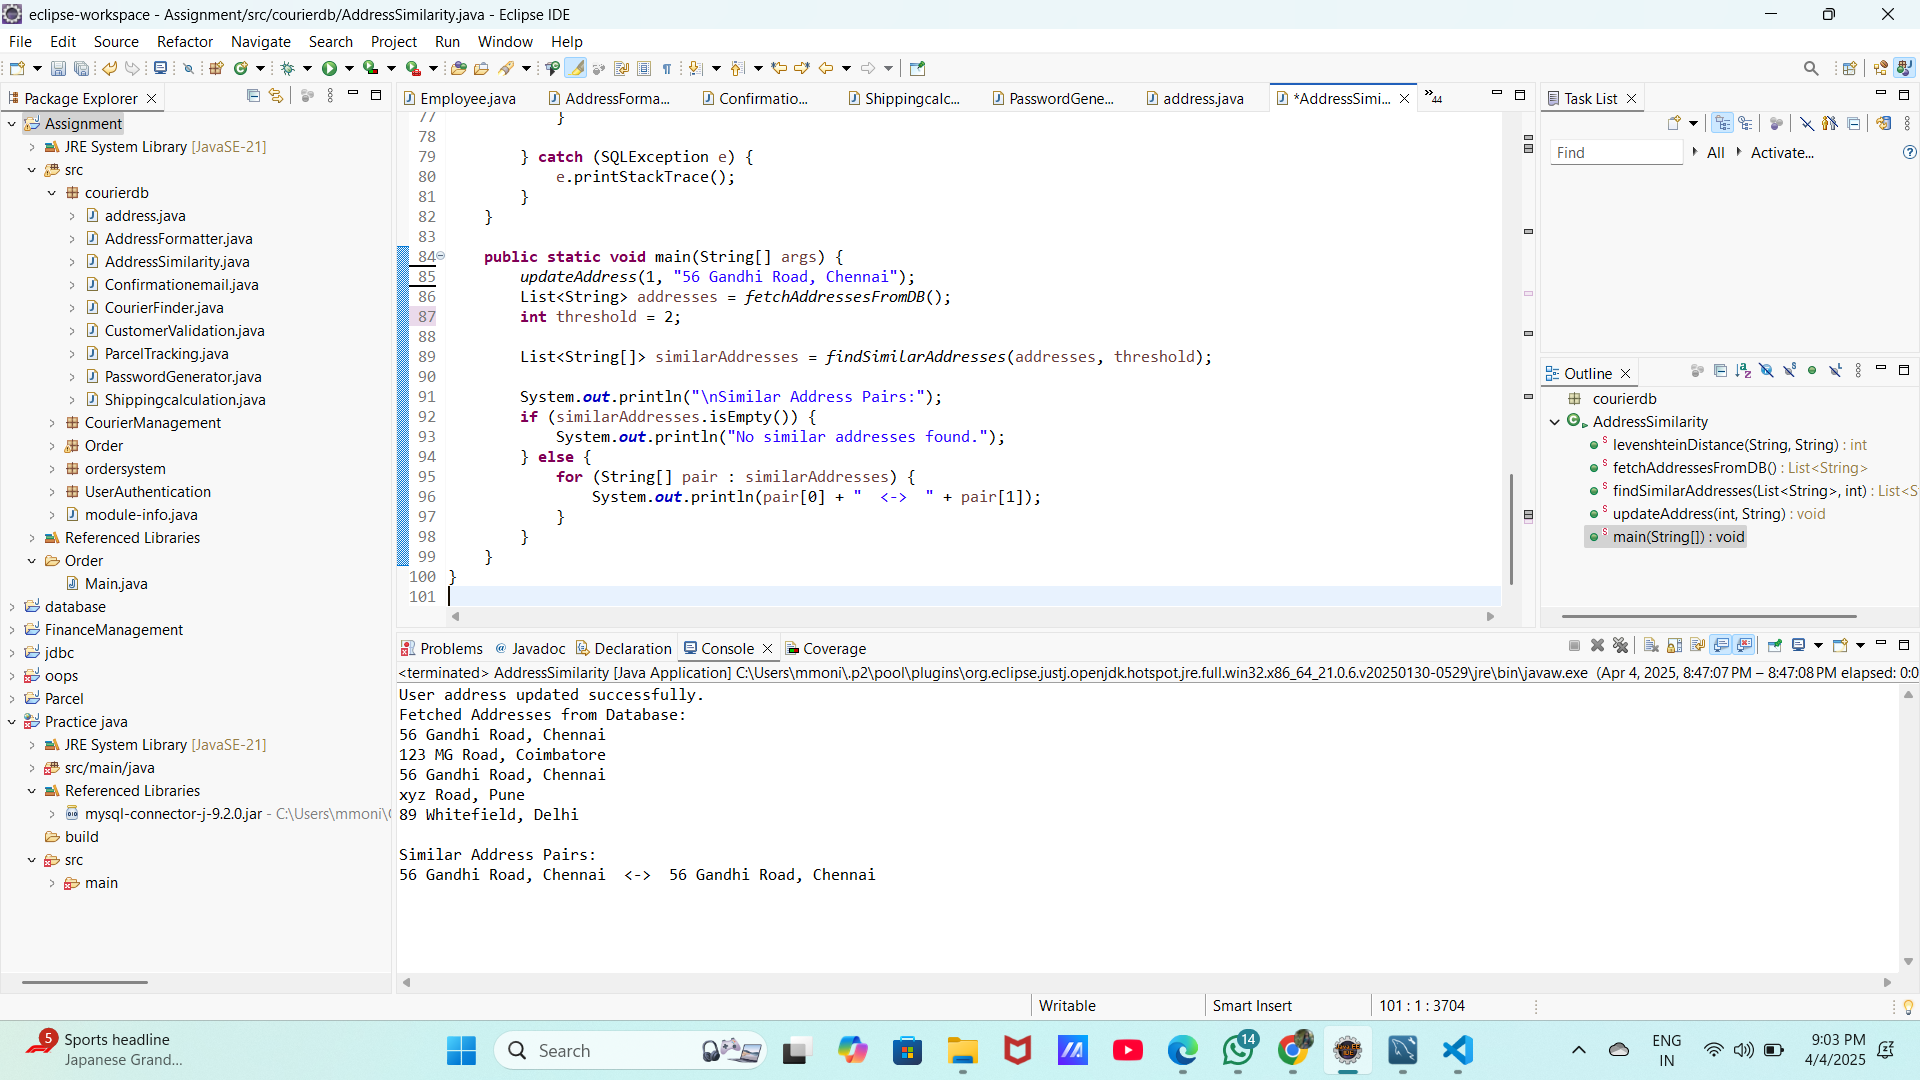 eclipse-workspace - Assignment/src/courierdb/AddressSimilarity.java - Eclipse IDE
File Edit Source Refactor Navigate Search Project Run Window Help
Package Explorer
Assignment
JRE System Library [JavaSE-21]
src
courierdb
address.java
AddressFormatter.java
AddressSimilarity.java
Confirmationemail.java
CourierFinder.java
CustomerValidation.java
ParcelTracking.java
PasswordGenerator.java
Shippingcalculation.java
CourierManagement
Order
ordersystem
UserAuthentication
module-info.java
Referenced Libraries
Order
Main.java
database
FinanceManagement
jdbc
oops
Parcel
Practice java
JRE System Library [JavaSE-21]
src/main/java
Referenced Libraries
mysql-connector-j-9.2.0.jar - C:\Users\mmoni\
build
src
main
Employee.java AddressForma... Confirmatio... Shippingcalc... PasswordGene... address.java *AddressSimi... »44
77 }
78
79 } catch (SQLException e) {
80 e.printStackTrace();
81 }
82 }
83
84 public static void main(String[] args) {
85 updateAddress(1, "56 Gandhi Road, Chennai");
86 List<String> addresses = fetchAddressesFromDB();
87 int threshold = 2;
88
89 List<String[]> similarAddresses = findSimilarAddresses(addresses, threshold);
90
91 System.out.println("\nSimilar Address Pairs:");
92 if (similarAddresses.isEmpty()) {
93 System.out.println("No similar addresses found.");
94 } else {
95 for (String[] pair : similarAddresses) {
96 System.out.println(pair[0] + "  <->  " + pair[1]);
97 }
98 }
99 }
100 }
101
Task List
Find All Activate...
Outline
courierdb
AddressSimilarity
levenshteinDistance(String, String) : int
fetchAddressesFromDB() : List<String>
findSimilarAddresses(List<String>, int) : List<S
updateAddress(int, String) : void
main(String[]) : void
Problems Javadoc Declaration Console Coverage
<terminated> AddressSimilarity [Java Application] C:\Users\mmoni\.p2\pool\plugins\org.eclipse.justj.openjdk.hotspot.jre.full.win32.x86_64_21.0.6.v20250130-0529\jre\bin\javaw.exe (Apr 4, 2025, 8:47:07 PM – 8:47:08 PM elapsed: 0:0
User address updated successfully.
Fetched Addresses from Database:
56 Gandhi Road, Chennai
123 MG Road, Coimbatore
56 Gandhi Road, Chennai
xyz Road, Pune
89 Whitefield, Delhi
Similar Address Pairs:
56 Gandhi Road, Chennai  <->  56 Gandhi Road, Chennai
Writable Smart Insert 101 : 1 : 3704
5 Sports headline
Japanese Grand...
Search
14
ENG
IN
9:03 PM
4/4/2025